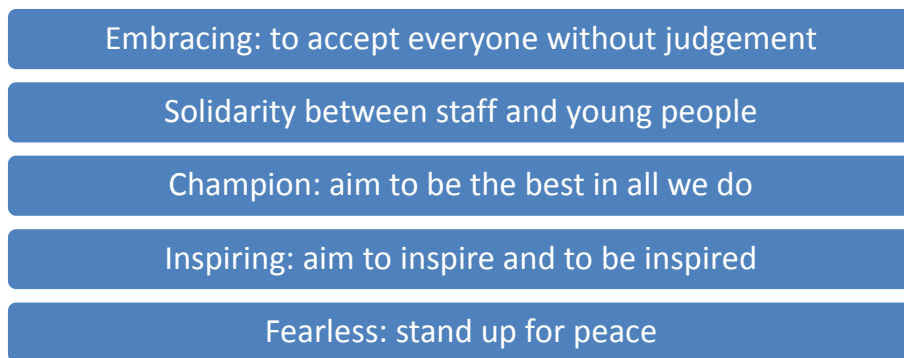 Embracing: to accept everyone without judgement
Solidarity between staff and young people
Champion: aim to be the best in all we do
Inspiring: aim to inspire and to be inspired
Fearless: stand up for peace